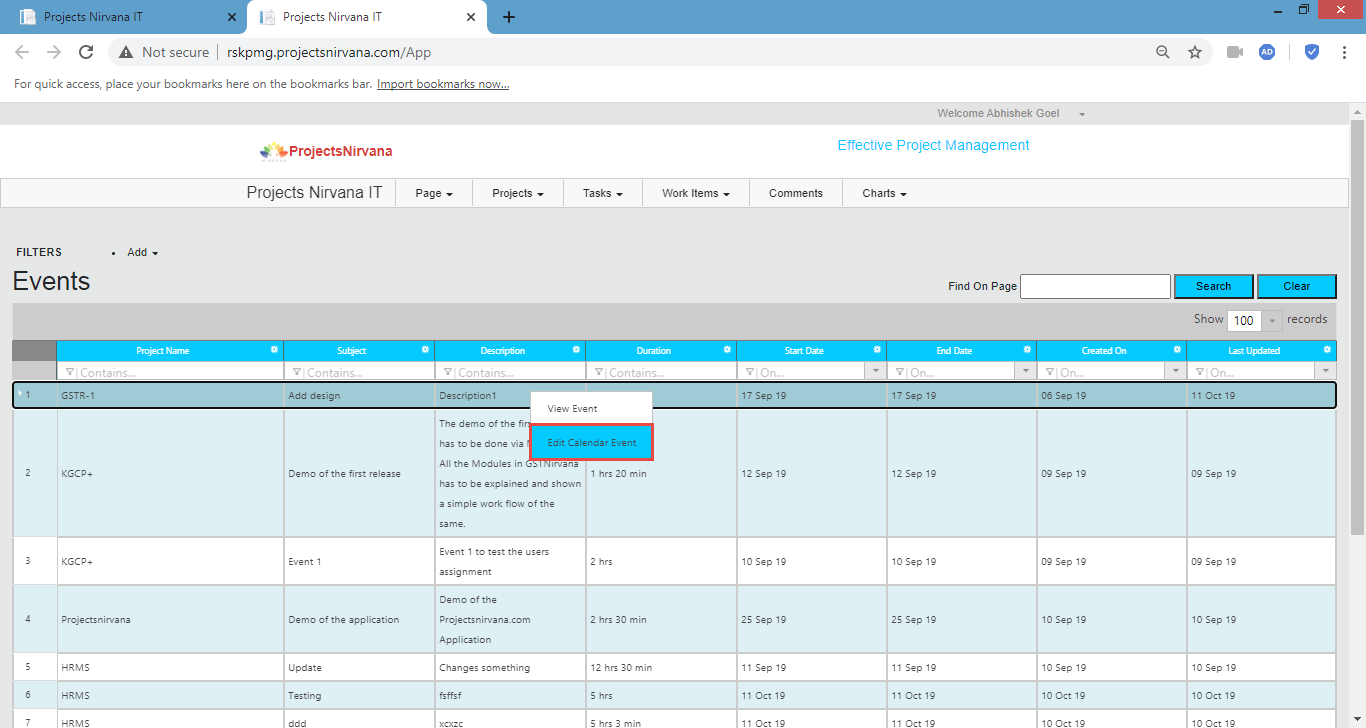 Projects Nirvana IT
Projects Nirvana IT
Not secure
rskpmg.projectsnirvana.com/App
AD
For quick access, place your bookmarks here on the bookmarks bar. Import bookmarks now...
Welcome Abhishek Goel
ProjectsNirvana
Effective Project Management
Projects Nirvana IT Page Projects Tasks Work Items Comments Charts
FILTERS • Add
Events
Find On Page Search Clear
Show 100 records
Project Name Subject Description Duration Start Date End Date Created On Last Updated
Contains... Contains... Contains... Contains... On... On... On... On...
1 GSTR-1 Add design Description1 17 Sep 19 17 Sep 19 06 Sep 19 11 Oct 19
View Event
Edit Calendar Event
The demo of the
has to be done via
All the Modules in GSTNirvana
2 KGCP+ Demo of the first release has to be explained and shown 1 hrs 20 min 12 Sep 19 12 Sep 19 09 Sep 19 09 Sep 19
a simple work flow of the
same.
Event 1 to test the users
3 KGCP+ Event 1 assignment 2 hrs 10 Sep 19 10 Sep 19 09 Sep 19 09 Sep 19
Demo of the
4 Projectsnirvana Demo of the application Projectsnirvana.com 2 hrs 30 min 25 Sep 19 25 Sep 19 10 Sep 19 10 Sep 19
Application
5 HRMS Update Changes something 12 hrs 30 min 11 Sep 19 11 Sep 19 10 Sep 19 10 Sep 19
6 HRMS Testing fsffsf 5 hrs 11 Oct 19 11 Oct 19 10 Oct 19 10 Oct 19
7 HRMS ddd xcxzc 5 hrs 3 min 11 Oct 19 11 Oct 19 10 Oct 19 10 Oct 19